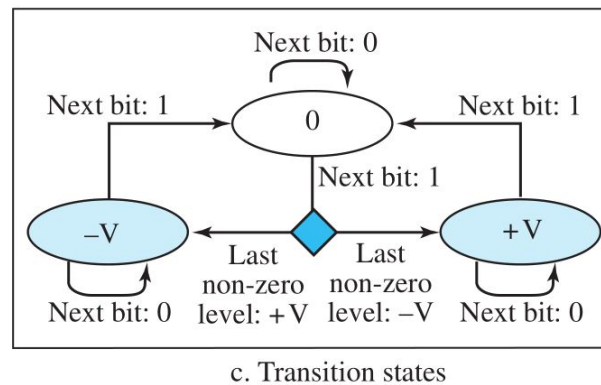 Next bit: 0
Next bit: 1
0
Next bit: 1
Next bit: 1
–V
+V
Last
non-zero
level: +V
Last
non-zero
level: –V
Next bit: 0
Next bit: 0
c. Transition states